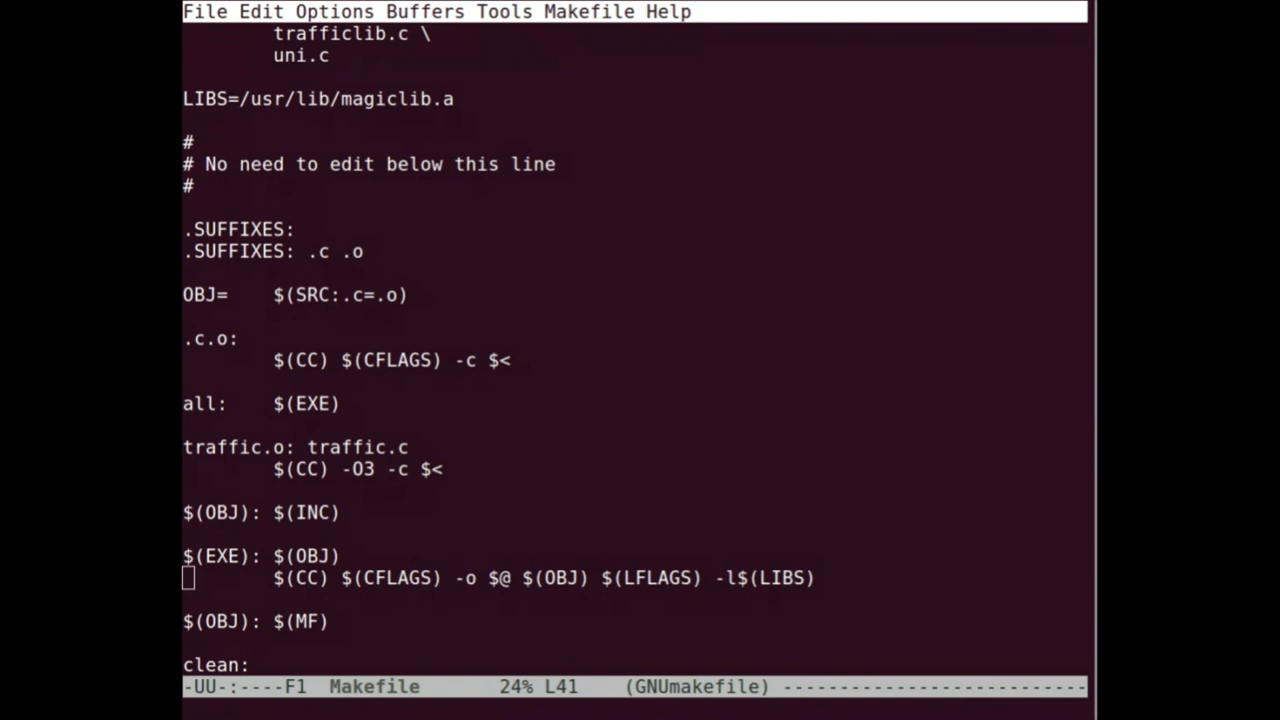 File Edit Options Buffers Tools Makefile Help
trafficlib.c \
uni.c
LIBS=/usr/lib/magiclib.a
#
# No need to edit below this line
#
.SUFFIXES:
.SUFFIXES: .c .o
OBJ=    $(SRC:.c=.o)
.c.o:
        $(CC) $(CFLAGS) -c $<
all:    $(EXE)
traffic.o: traffic.c
        $(CC) -O3 -c $<
$(OBJ): $(INC)
$(EXE): $(OBJ)
        $(CC) $(CFLAGS) -o $@ $(OBJ) $(LFLAGS) -l$(LIBS)
$(OBJ): $(MF)
clean:
-UU-:----F1  Makefile       24% L41    (GNUmakefile) ---------------------------